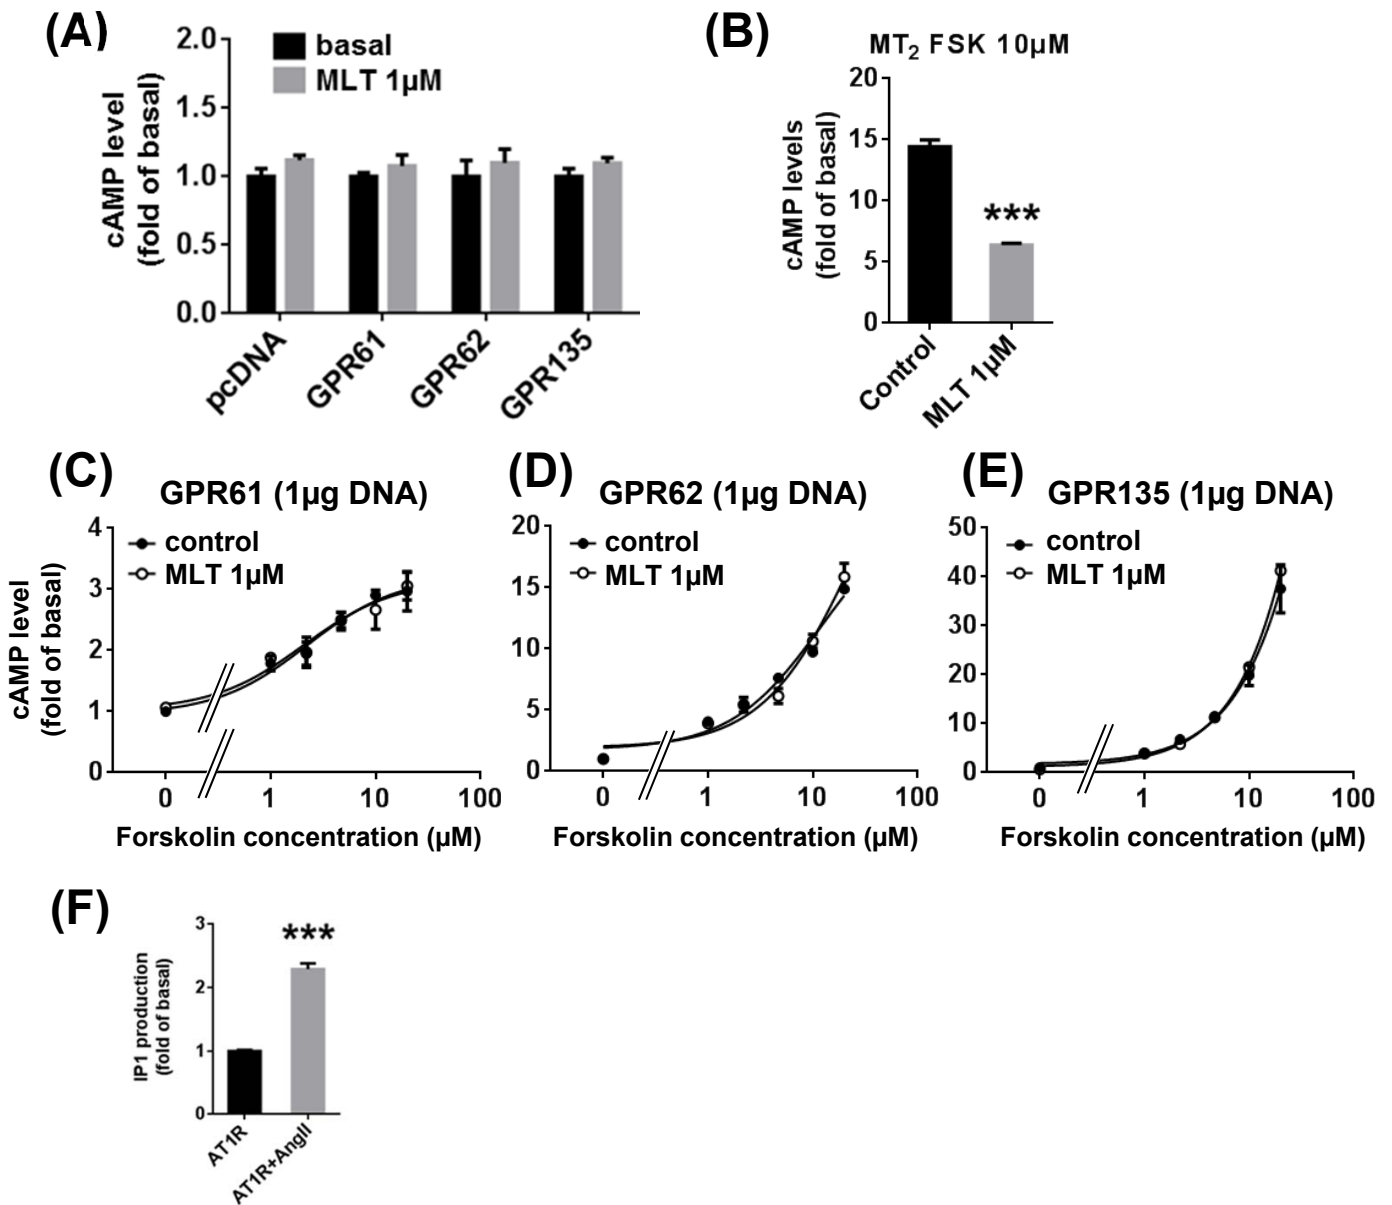 (A)
cAMP level
(fold of basal)
2.0
1.5
1.0
0.5
0.0
basal
MLT 1µM
pcDNA
GPR61
GPR62
GPR135
(B)
MT₂ FSK 10µM
cAMP levels
(fold of basal)
20
15
10
5
0
***
Control
MLT 1µM
(C)
GPR61 (1µg DNA)
cAMP level
(fold of basal)
4
3
2
1
0
control
MLT 1µM
0 1 10 100
Forskolin concentration (µM)
(D)
GPR62 (1µg DNA)
20
15
10
5
0
control
MLT 1µM
0 1 10 100
Forskolin concentration (µM)
(E)
GPR135 (1µg DNA)
50
40
30
20
10
0
control
MLT 1µM
0 1 10 100
Forskolin concentration (µM)
(F)
IP1 production
(fold of basal)
3
2
1
0
***
AT1R
AT1R+AngII